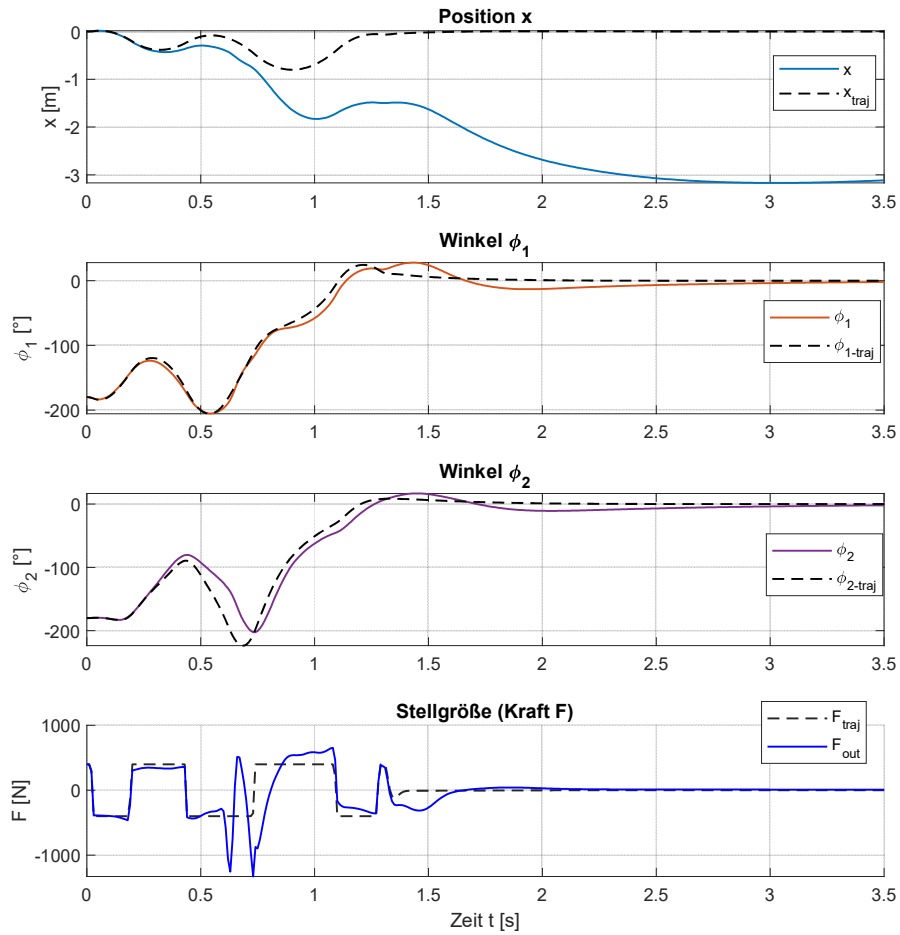 Position x
0
-1
-2
-3
x [m]
x
x_traj
0 0.5 1 1.5 2 2.5 3 3.5
Winkel ϕ_1
0
-100
-200
ϕ_1 [°]
ϕ_1
ϕ_1-traj
0 0.5 1 1.5 2 2.5 3 3.5
Winkel ϕ_2
0
-100
-200
ϕ_2 [°]
ϕ_2
ϕ_2-traj
0 0.5 1 1.5 2 2.5 3 3.5
Stellgröße (Kraft F)
1000
0
-1000
F [N]
F_traj
F_out
0 0.5 1 1.5 2 2.5 3 3.5
Zeit t [s]